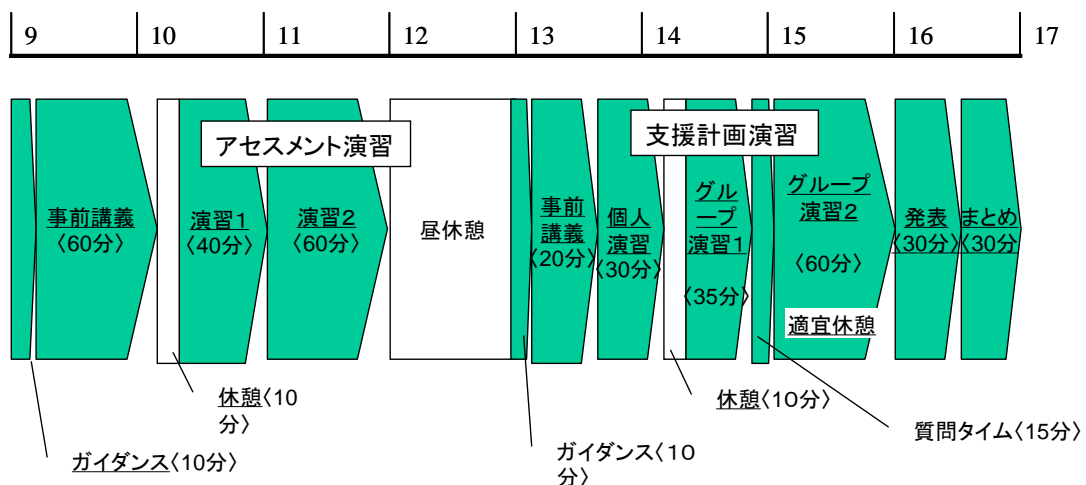 9 10 11 12 13 14 15 16 17
アセスメント演習
支援計画演習
事前講義
〈60分〉
演習1
〈40分〉
演習2
〈60分〉
昼休憩
事前
講義
〈20分〉
個人
演習
〈30分〉
グル
ープ
演習1
〈35分〉
グループ
演習2
〈60分〉
適宜休憩
発表
〈30分〉
まとめ
〈30分
ガイダンス〈10分〉
休憩〈10
分〉
ガイダンス〈10
分〉
休憩〈10分〉
質問タイム〈15分〉